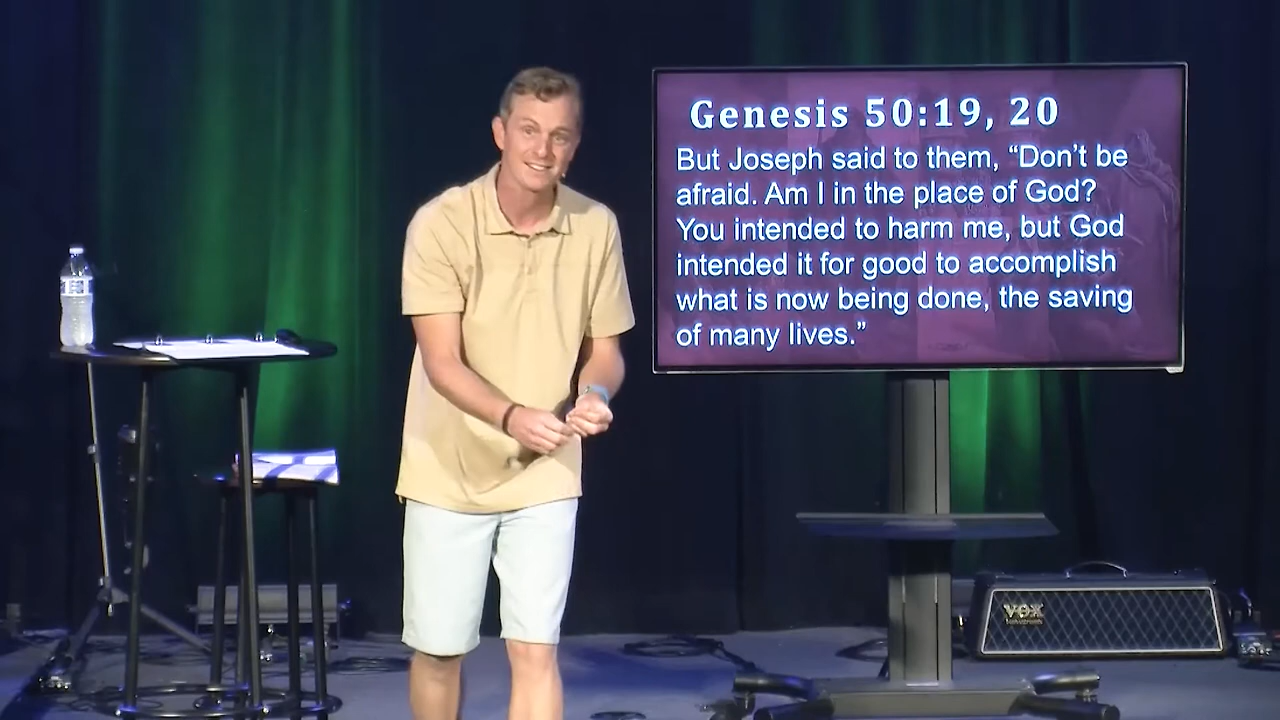 Genesis 50:19, 20
But Joseph said to them, “Don’t be
afraid. Am I in the place of God?
You intended to harm me, but God
intended it for good to accomplish
what is now being done, the saving
of many lives.”
VOX